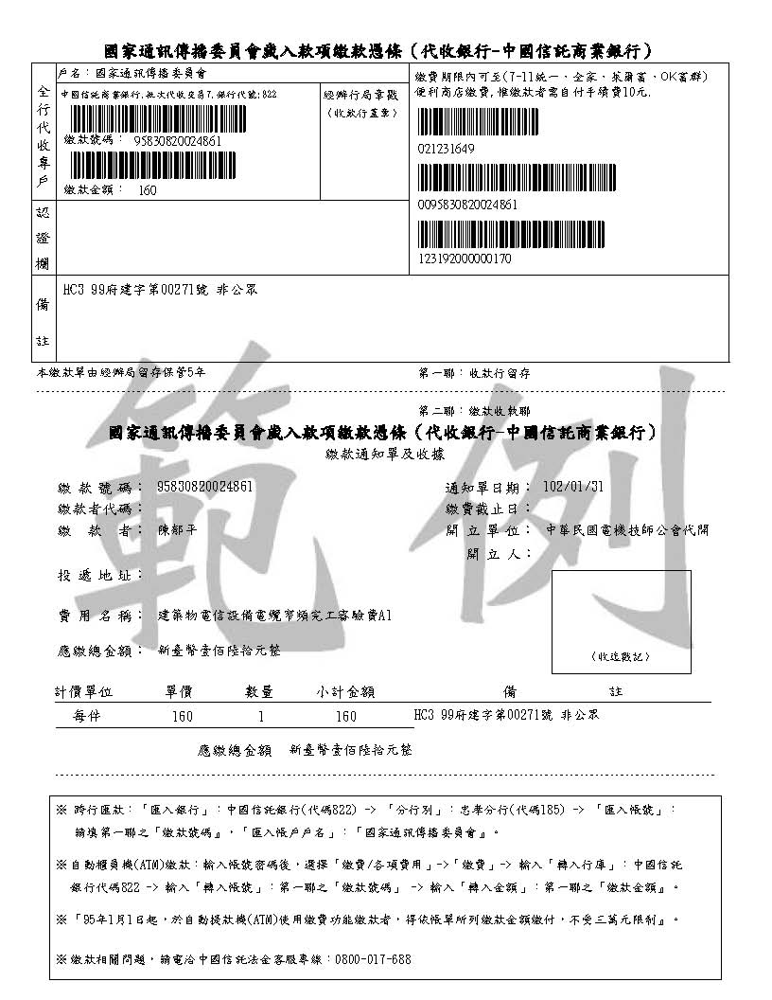 國家通訊傳播委員會歲入款項繳款憑條（代收銀行-中國信託商業銀行）
全行代收專戶
戶名：國家通訊傳播委員會
中國信託商業銀行,批次代收交易7,銀行代號:822
繳款號碼： 95830820024861
繳款金額： 160
經辦行局章戳
（收款行蓋章）
繳費期限內可至(7-11統一、全家、萊爾富、OK富群)
便利商店繳費,惟繳款者需自付手續費10元.
021231649
0095830820024861
123192000000170
認證欄
備註
HC3 99府建字第00271號 非公眾
本繳款單由經辦局留存保管5年
第一聯：收款行留存
第二聯：繳款收執聯
國家通訊傳播委員會歲入款項繳款憑條（代收銀行-中國信託商業銀行）
繳款通知單及收據
繳款號碼： 95830820024861
通知單日期： 102/01/31
繳款者代碼：
繳費截止日：
繳款者： 陳郁平
開立單位： 中華民國電機技師公會代開
開立人：
投遞地址：
費用名稱： 建築物電信設備電纜窄頻完工審驗費A1
應繳總金額： 新臺幣壹佰陸拾元整
（收迄戳記）
計價單位 單價 數量 小計金額 備註
每件 160 1 160 HC3 99府建字第00271號 非公眾
應繳總金額 新臺幣壹佰陸拾元整
※ 跨行匯款：「匯入銀行」：中國信託銀行(代碼822) -> 「分行別」：忠孝分行(代碼185) -> 「匯入帳號」：
請填第一聯之「繳款號碼』，「匯入帳戶戶名」：「國家通訊傳播委員會』。
※自動櫃員機(ATM)繳款：輸入帳號密碼後，選擇「繳費/各項費用」->「繳費」-> 輸入「轉入行庫」：中國信託
銀行代碼822 -> 輸入「轉入帳號」：第一聯之「繳款號碼」 -> 輸入「轉入金額」：第一聯之「繳款金額』。
※「95年1月1日起，於自動提款機(ATM)使用繳費功能繳款者，得依帳單所列繳款金額繳付，不受三萬元限制』。
※繳款相關問題，請電洽中國信託法金客服專線：0800-017-688
範例